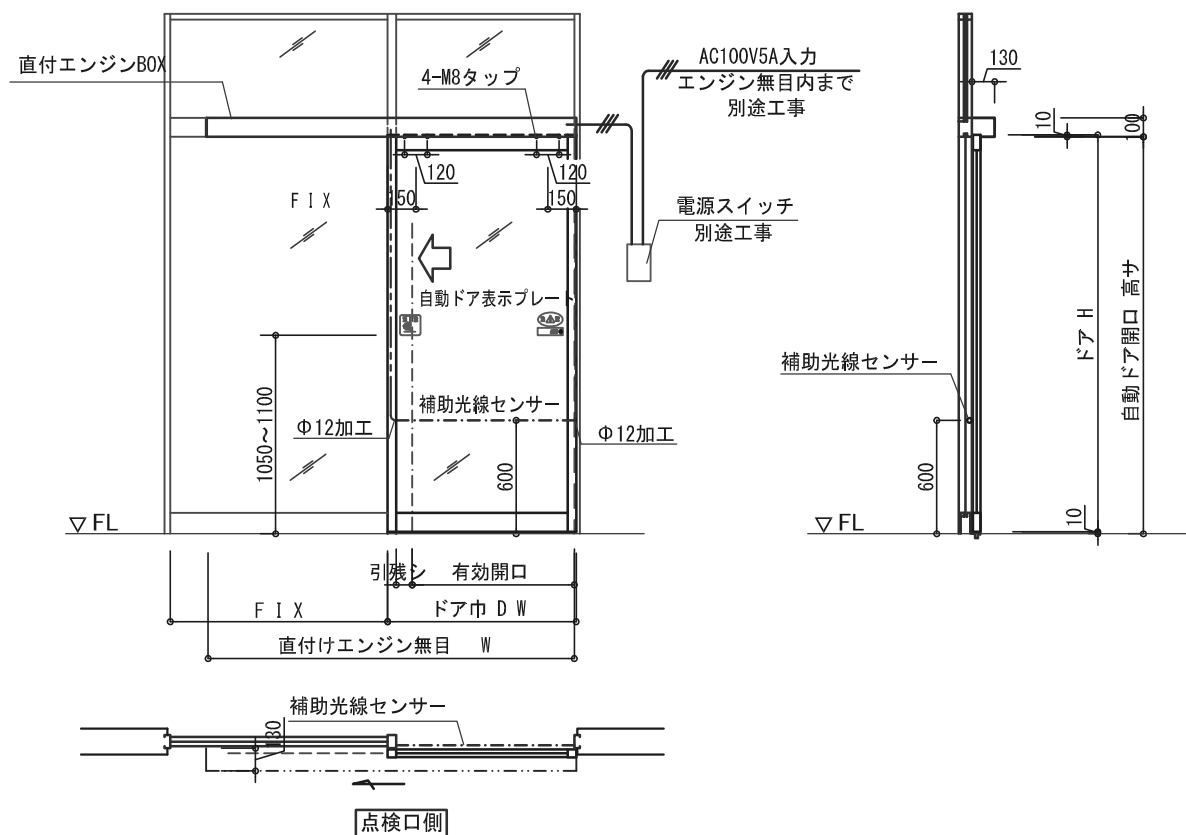 直付エンジンBOX
4-M8タップ
AC100V5A入力
エンジン無目内まで
別途工事
130
10
100
120
120
FIX
150
150
電源スイッチ
別途工事
自動ドア表示プレート
1050~1100
補助光線センサー
Φ12加工
Φ12加工
600
補助光線センサー
600
ドア H
自動ドア開口 高サ
10
▽FL
▽FL
引残シ 有効開口
FIX
ドア巾 DW
直付けエンジン無目 W
補助光線センサー
130
点検口側